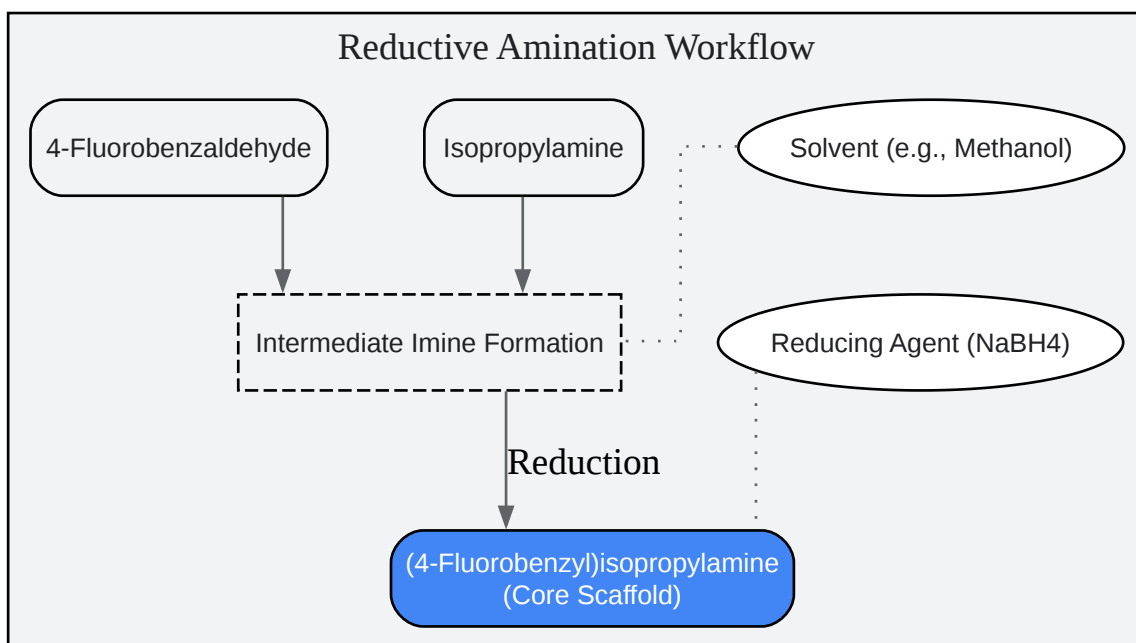 Reductive Amination Workflow
4-Fluorobenzaldehyde
Isopropylamine
Solvent (e.g., Methanol)
Intermediate Imine Formation
Reducing Agent (NaBH4)
Reduction
(4-Fluorobenzyl)isopropylamine
(Core Scaffold)